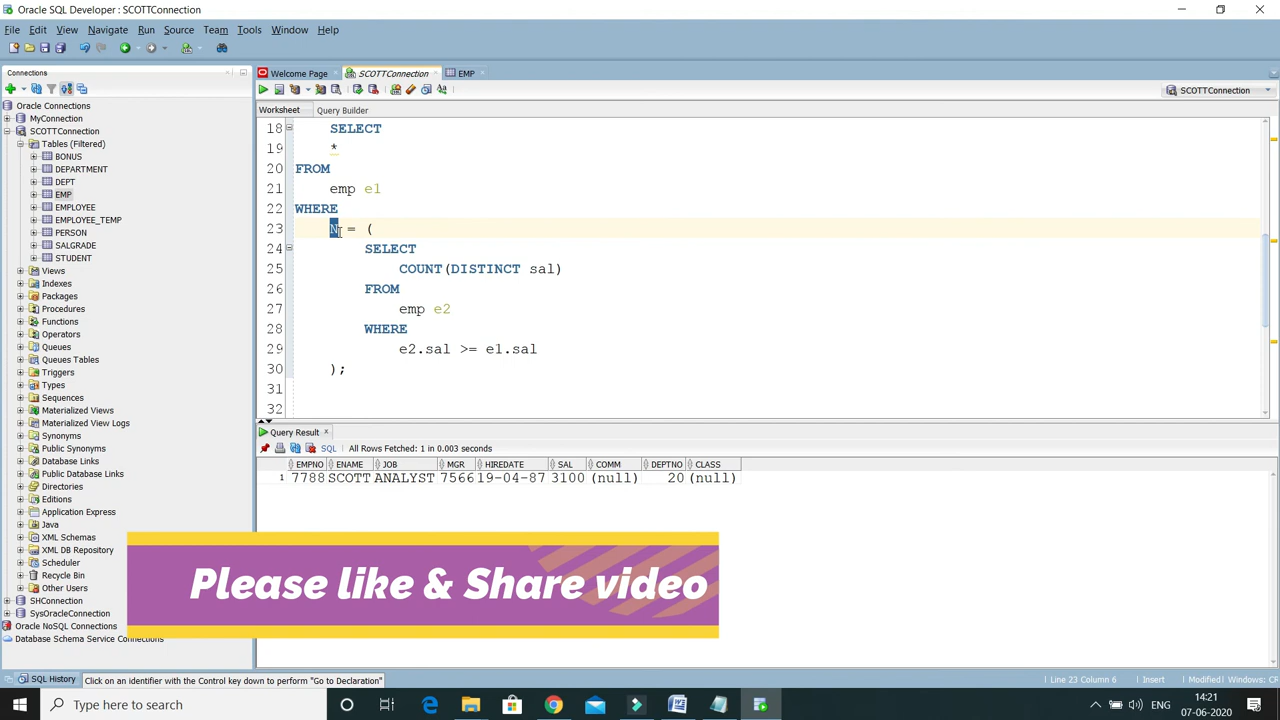 Oracle SQL Developer : SCOTTConnection
File Edit View Navigate Run Source Team Tools Window Help
Connections
Welcome Page
SCOTTConnection
EMP
SCOTTConnection
Worksheet
Query Builder
Oracle Connections
MyConnection
SCOTTConnection
Tables (Filtered)
BONUS
DEPARTMENT
DEPT
EMP
EMPLOYEE
EMPLOYEE_TEMP
PERSON
SALGRADE
STUDENT
Views
Indexes
Packages
Procedures
Functions
Operators
Queues
Queues Tables
Triggers
Types
Sequences
Materialized Views
Materialized View Logs
Synonyms
Public Synonyms
Database Links
Public Database Links
Directories
Editions
Application Express
Java
XML Schemas
XML DB Repository
Scheduler
Recycle Bin
Other Users
SHConnection
SysOracleConnection
Oracle NoSQL Connections
Database Schema Service Connections
18 SELECT
19 *
20 FROM
21 emp e1
22 WHERE
23 N = (
24 SELECT
25 COUNT(DISTINCT sal)
26 FROM
27 emp e2
28 WHERE
29 e2.sal >= e1.sal
30 );
31
32
Query Result
SQL | All Rows Fetched: 1 in 0.003 seconds
EMPNO ENAME JOB MGR HIREDATE SAL COMM DEPTNO CLASS
1 7788 SCOTT ANALYST 7566 19-04-87 3100 (null) 20 (null)
Please like & Share video
SQL History
Click on an identifier with the Control key down to perform "Go to Declaration"
Line 23 Column 6
Insert
Modified
Windows: CR
Type here to search
ENG
14:21
07-06-2020